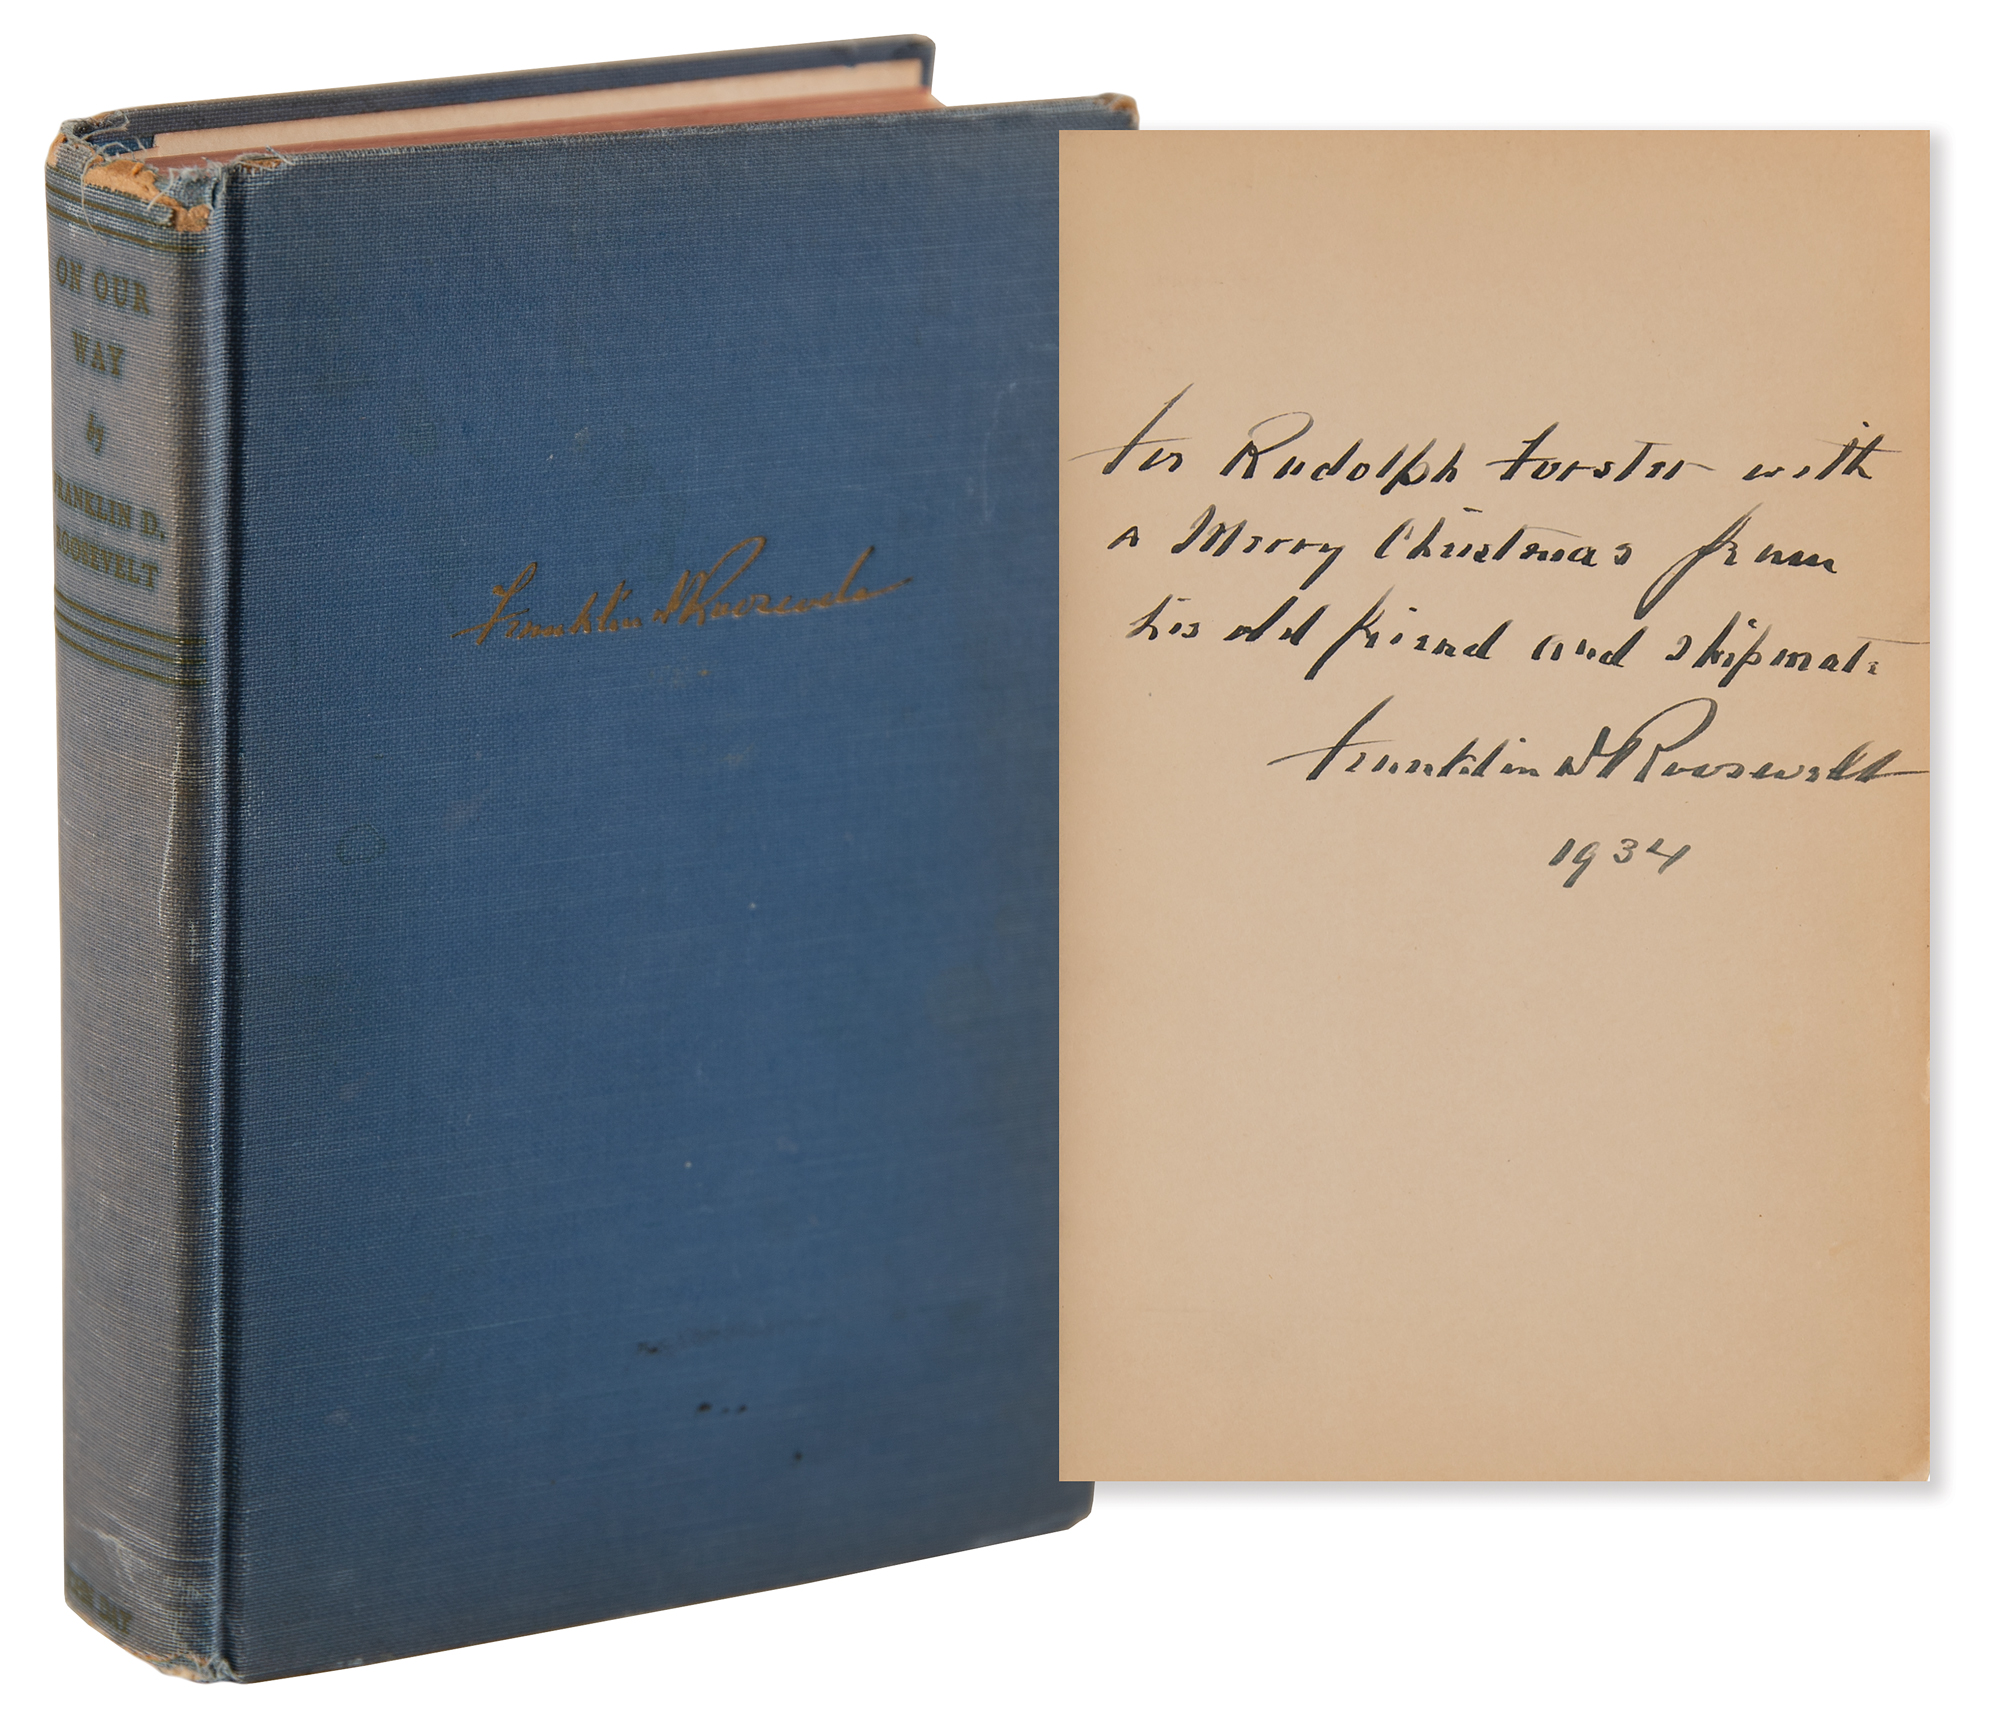 ON OUR
WAY
by
FRANKLIN D.
ROOSEVELT
Franklin D Roosevelt
For Rudolph Forster with
a Merry Christmas from
his old friend and shipmate
Franklin D Roosevelt
1934